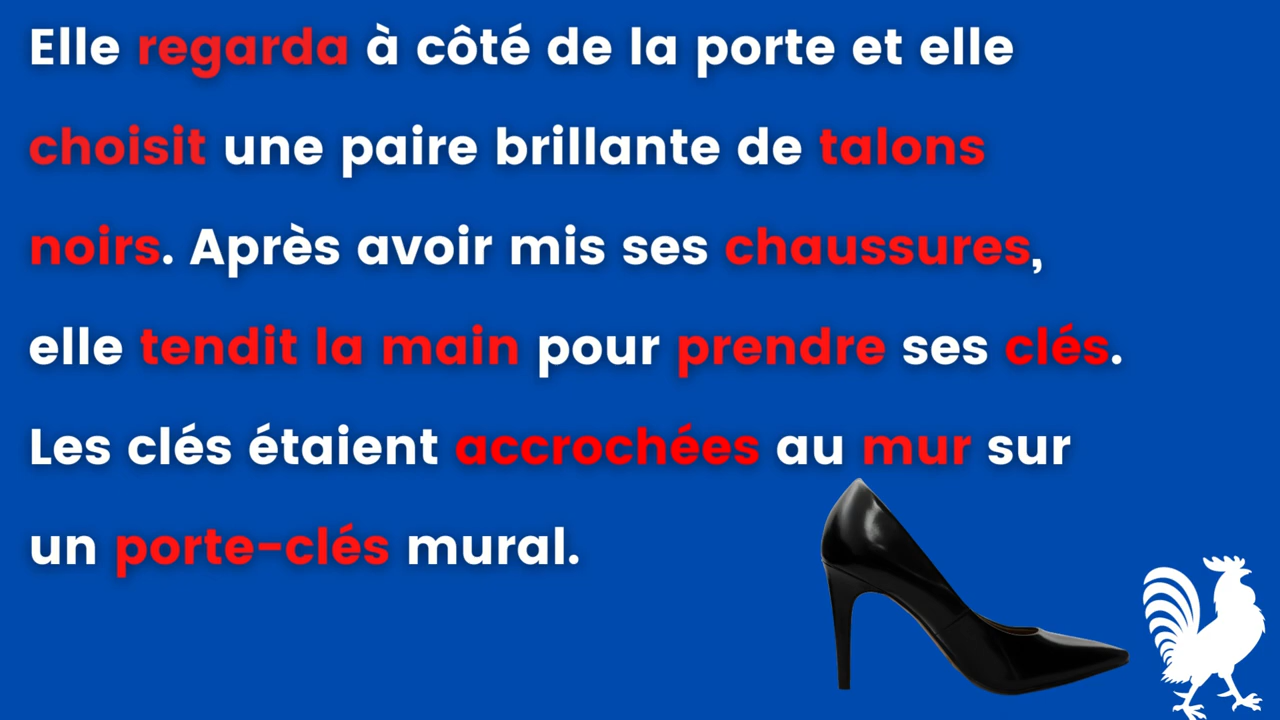 Elle regarda à côté de la porte et elle
choisit une paire brillante de talons
noirs. Après avoir mis ses chaussures,
elle tendit la main pour prendre ses clés.
Les clés étaient accrochées au mur sur
un porte-clés mural.